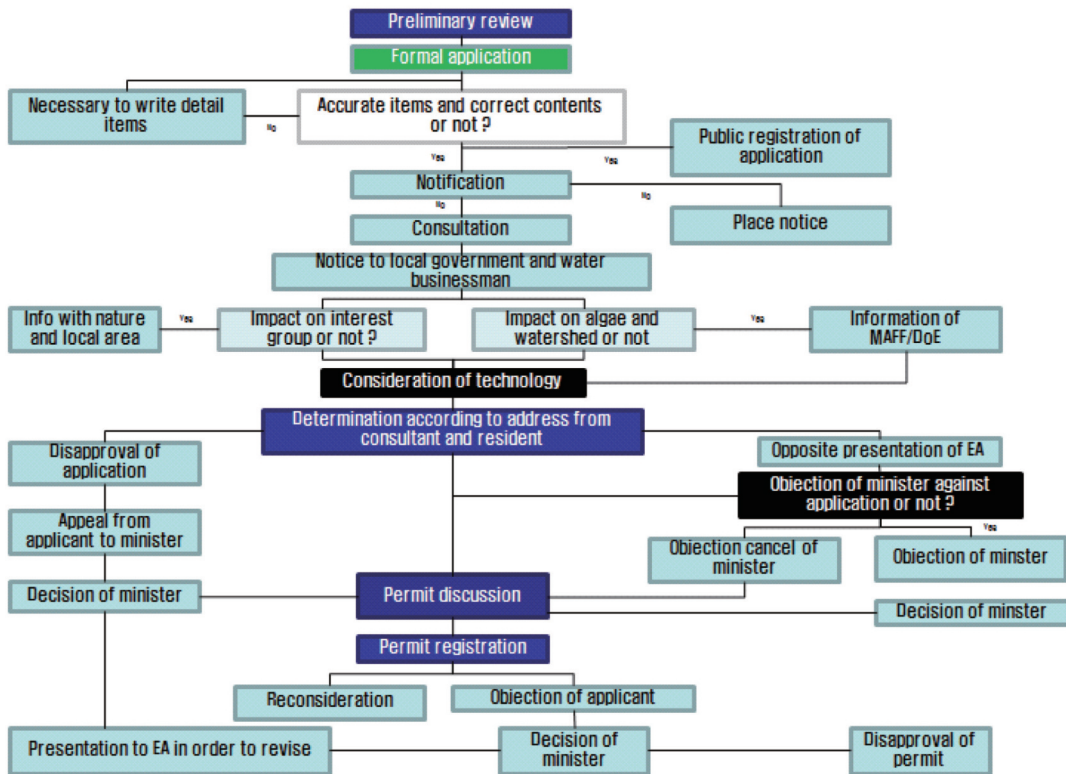 Preliminary review
Formal application
Necessary to write detail
items
No
Accurate items and correct contents
or not ?
Public registration of
application
Yes
Yes
Notification
No
No
Consultation
Place notice
Notice to local government and water
businessman
Info with nature
and local area
Yes
Impact on interest
group or not ?
Impact on algae and
watershed or not
Yes
Information of
MAFF/DoE
Consideration of technology
Determination according to address from
consultant and resident
Disapproval of
application
Opposite presentation of EA
Obiection of minister against
application or not ?
Appeal from
applicant to minister
Yes
Obiection cancel of
minister
Obiection of minster
Decision of minister
Permit discussion
Decision of minster
Permit registration
Reconsideration
Obiection of applicant
Presentation to EA in order to revise
Decision of
minister
Disapproval of
permit